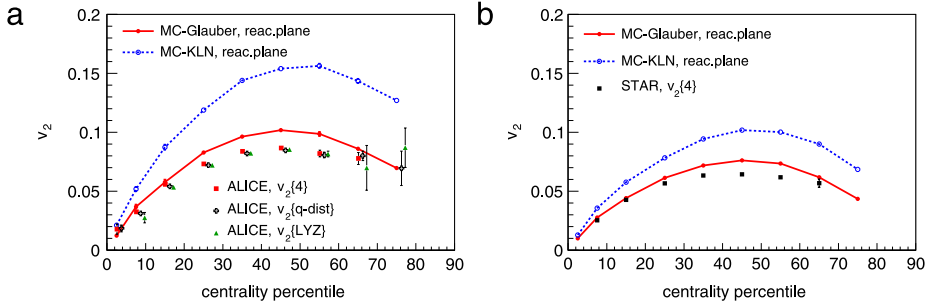 a
0.2
0.15
0.1
0.05
0
v2
MC-Glauber, reac.plane
MC-KLN, reac.plane
ALICE, v2{4}
ALICE, v2{q-dist}
ALICE, v2{LYZ}
0 10 20 30 40 50 60 70 80 90
centrality percentile
b
0.2
0.15
0.1
0.05
0
v2
MC-Glauber, reac.plane
MC-KLN, reac.plane
STAR, v2{4}
0 10 20 30 40 50 60 70 80 90
centrality percentile